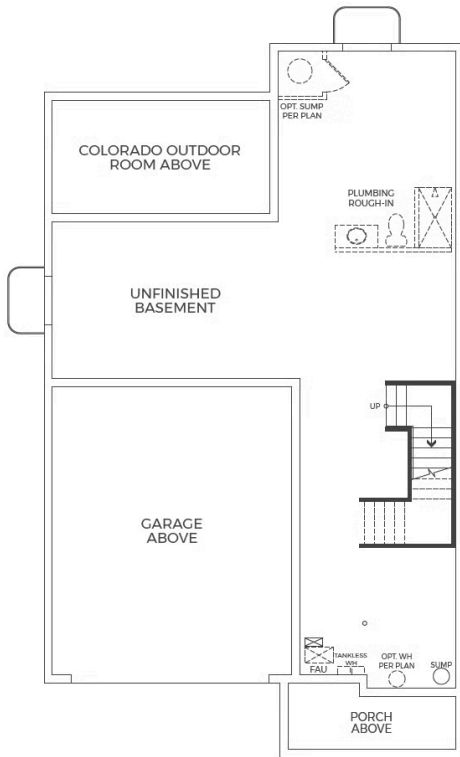 OPT. SUMP
PER PLAN
COLORADO OUTDOOR
ROOM ABOVE
PLUMBING
ROUGH-IN
UNFINISHED
BASEMENT
UP
GARAGE
ABOVE
TANKLESS
WH
FAU
OPT. WH
PER PLAN
SUMP
PORCH
ABOVE